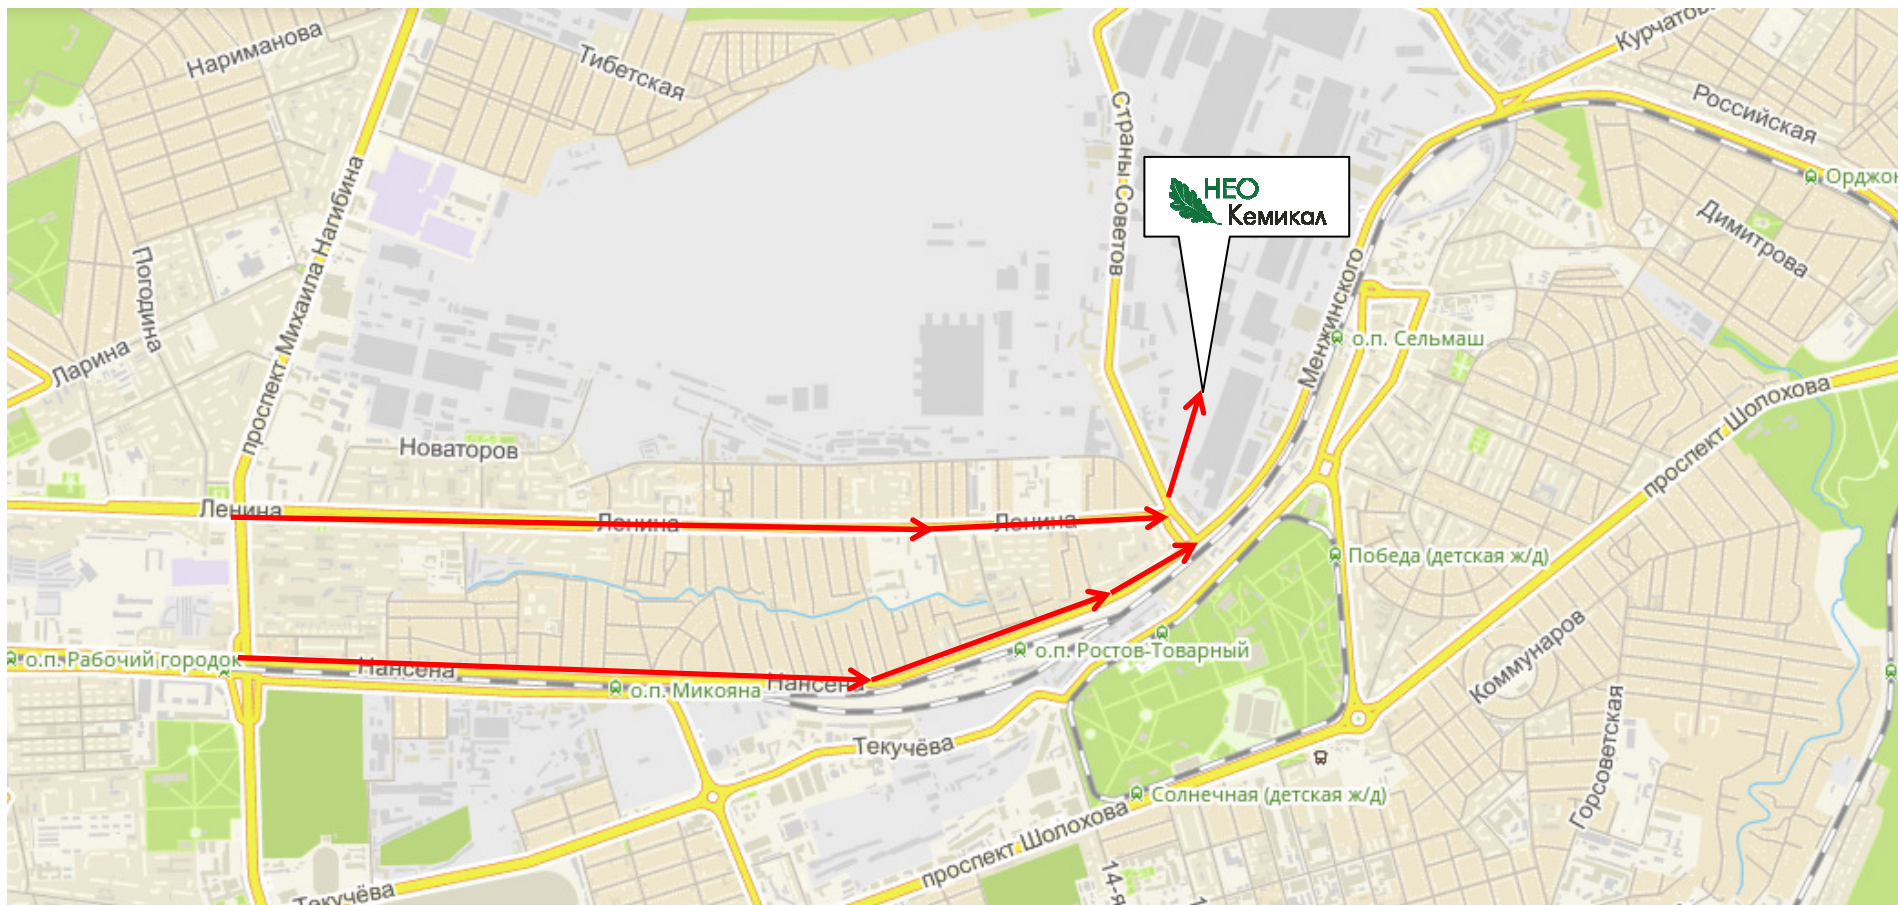 Нариманова
Тибетская
Курчатов
Российская
Страны Советов
Орджон
НЕО
Кемикал
Димитрова
Погодина
проспект Михаила Нагибина
Менжинского
о.п. Сельмаш
Ларина
проспект Шолохова
Новаторов
Ленина
Ленина
Ленина
Победа (детская ж/д)
о.п. Рабочий городок
Нансена
о.п. Микояна
Нансена
о.п. Ростов-Товарный
Коммунаров
Горсоветская
Текучёва
Солнечная (детская ж/д)
проспект Шолохова
Текучёва
14-я